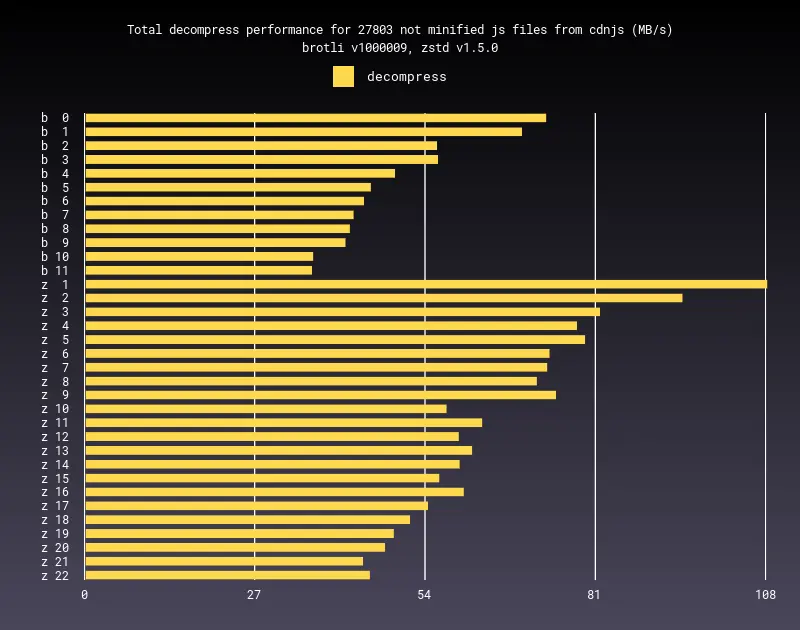 Total decompress performance for 27803 not minified js files from cdnjs (MB/s)
brotli v1000009, zstd v1.5.0
decompress
b 0
b 1
b 2
b 3
b 4
b 5
b 6
b 7
b 8
b 9
b 10
b 11
z 1
z 2
z 3
z 4
z 5
z 6
z 7
z 8
z 9
z 10
z 11
z 12
z 13
z 14
z 15
z 16
z 17
z 18
z 19
z 20
z 21
z 22
0 27 54 81 108